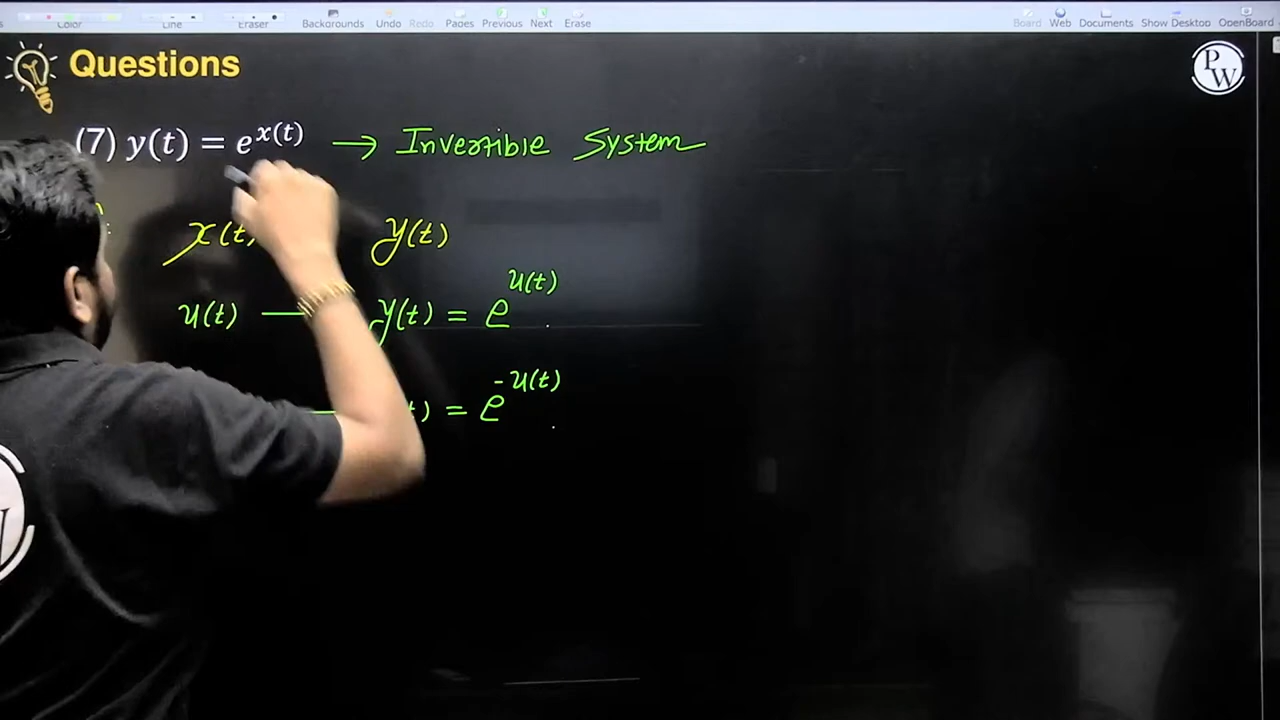 Color Line Eraser Backgrounds Undo Redo Pages Previous Next Erase Board Web Documents Show Desktop OpenBoard
Questions
PW
(7) y(t) = e^x(t) → Invertible System
x(t) y(t)
u(t) — y(t) = e^u(t)
— t) = e^-u(t)